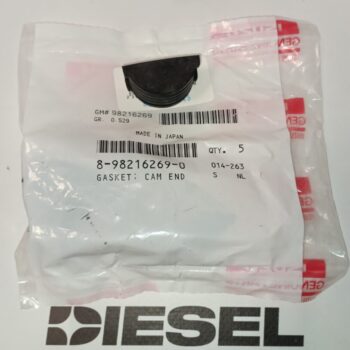 GM# 98216269
GR. 0.529
MADE IN JAPAN
8-98216269-0 QTY. 5
GASKET; CAM END 014-263
S NL
DIESEL